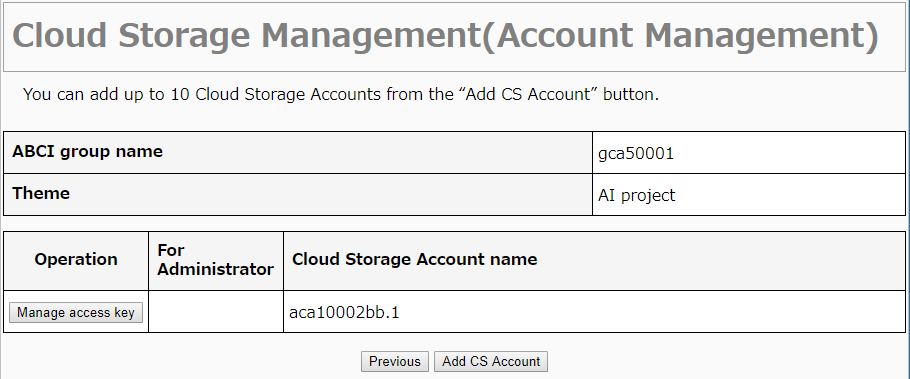 Cloud Storage Management(Account Management)
You can add up to 10 Cloud Storage Accounts from the “Add CS Account” button.
ABCI group name gca50001
Theme AI project
Operation For Administrator Cloud Storage Account name
Manage access key aca10002bb.1
Previous Add CS Account